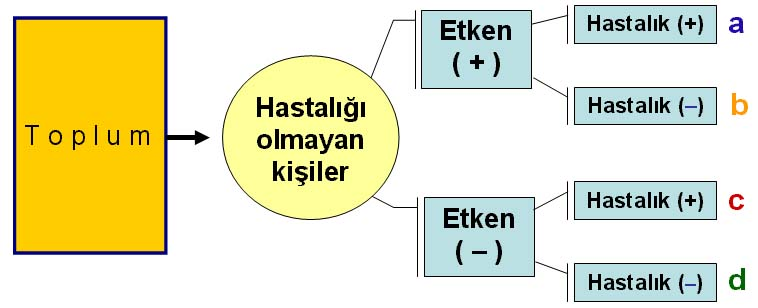 T o p l u m
Hastalığı
olmayan
kişiler
Etken
( + )
Hastalık (+) a
Hastalık (–) b
Etken
( – )
Hastalık (+) c
Hastalık (–) d